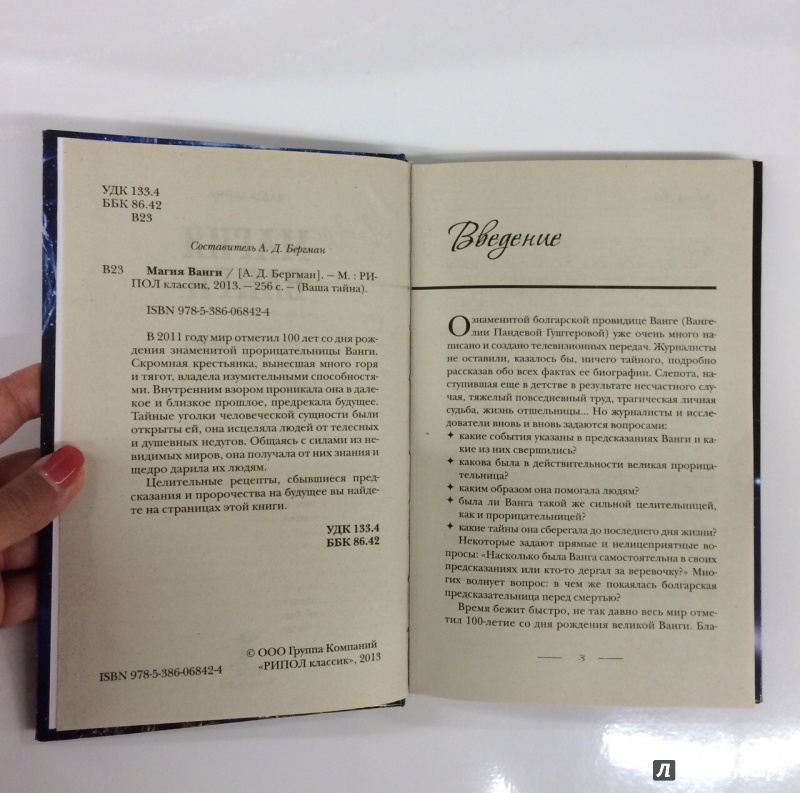 УДК 133.4
ББК 86.42
В23
Составитель А. Д. Бергман
В23 Магия Ванги / [А. Д. Бергман]. – М. : РИ-
ПОЛ классик, 2013. – 256 с. – (Ваша тайна).
ISBN 978-5-386-06842-4
В 2011 году мир отметил 100 лет со дня рож-
дения знаменитой прорицательницы Ванги.
Скромная крестьянка, вынесшая много горя
и тягот, владела изумительными способностя-
ми. Внутренним взором проникала она в дале-
кое и близкое прошлое, предрекала будущее.
Тайные уголки человеческой сущности были
открыты ей, она исцеляла людей от телесных
и душевных недугов. Общаясь с силами из не-
видимых миров, она получала от них знания и
щедро дарила их людям.
Целительные рецепты, сбывшиеся пред-
сказания и пророчества на будущее вы найде-
те на страницах этой книги.
УДК 133.4
ББК 86.42
© ООО Группа Компаний
«РИПОЛ классик», 2013
ISBN 978-5-386-06842-4
Введение
О знаменитой болгарской провидице Ванге (Ванге-
лии Пандевой Гуштеровой) уже очень много на-
писано и создано телевизионных передач. Журналисты
не оставили, казалось бы, ничего тайного, подробно
рассказав обо всех фактах ее биографии. Слепота, на-
ступившая еще в детстве в результате несчастного слу-
чая, тяжелый повседневный труд, трагическая личная
судьба, жизнь отшельницы... Но журналисты и иссле-
дователи вновь и вновь задаются вопросами:
✦ какие события указаны в предсказаниях Ванги и ка-
кие из них свершились?
✦ какова была в действительности великая прорица-
тельница?
✦ каким образом она помогала людям?
✦ была ли Ванга такой же сильной целительницей,
как и прорицательницей?
✦ какие тайны она сберегала до последнего дня жизни?
Некоторые задают прямые и нелицеприятные во-
просы: «Насколько была Ванга самостоятельна в своих
предсказаниях или кто-то дергал за веревочку?» Мно-
гих волнует вопрос: в чем же покаялась болгарская
предсказательница перед смертью?
Время бежит быстро, не так давно весь мир отме-
тил 100-летие со дня рождения великой Ванги. Бла-
3